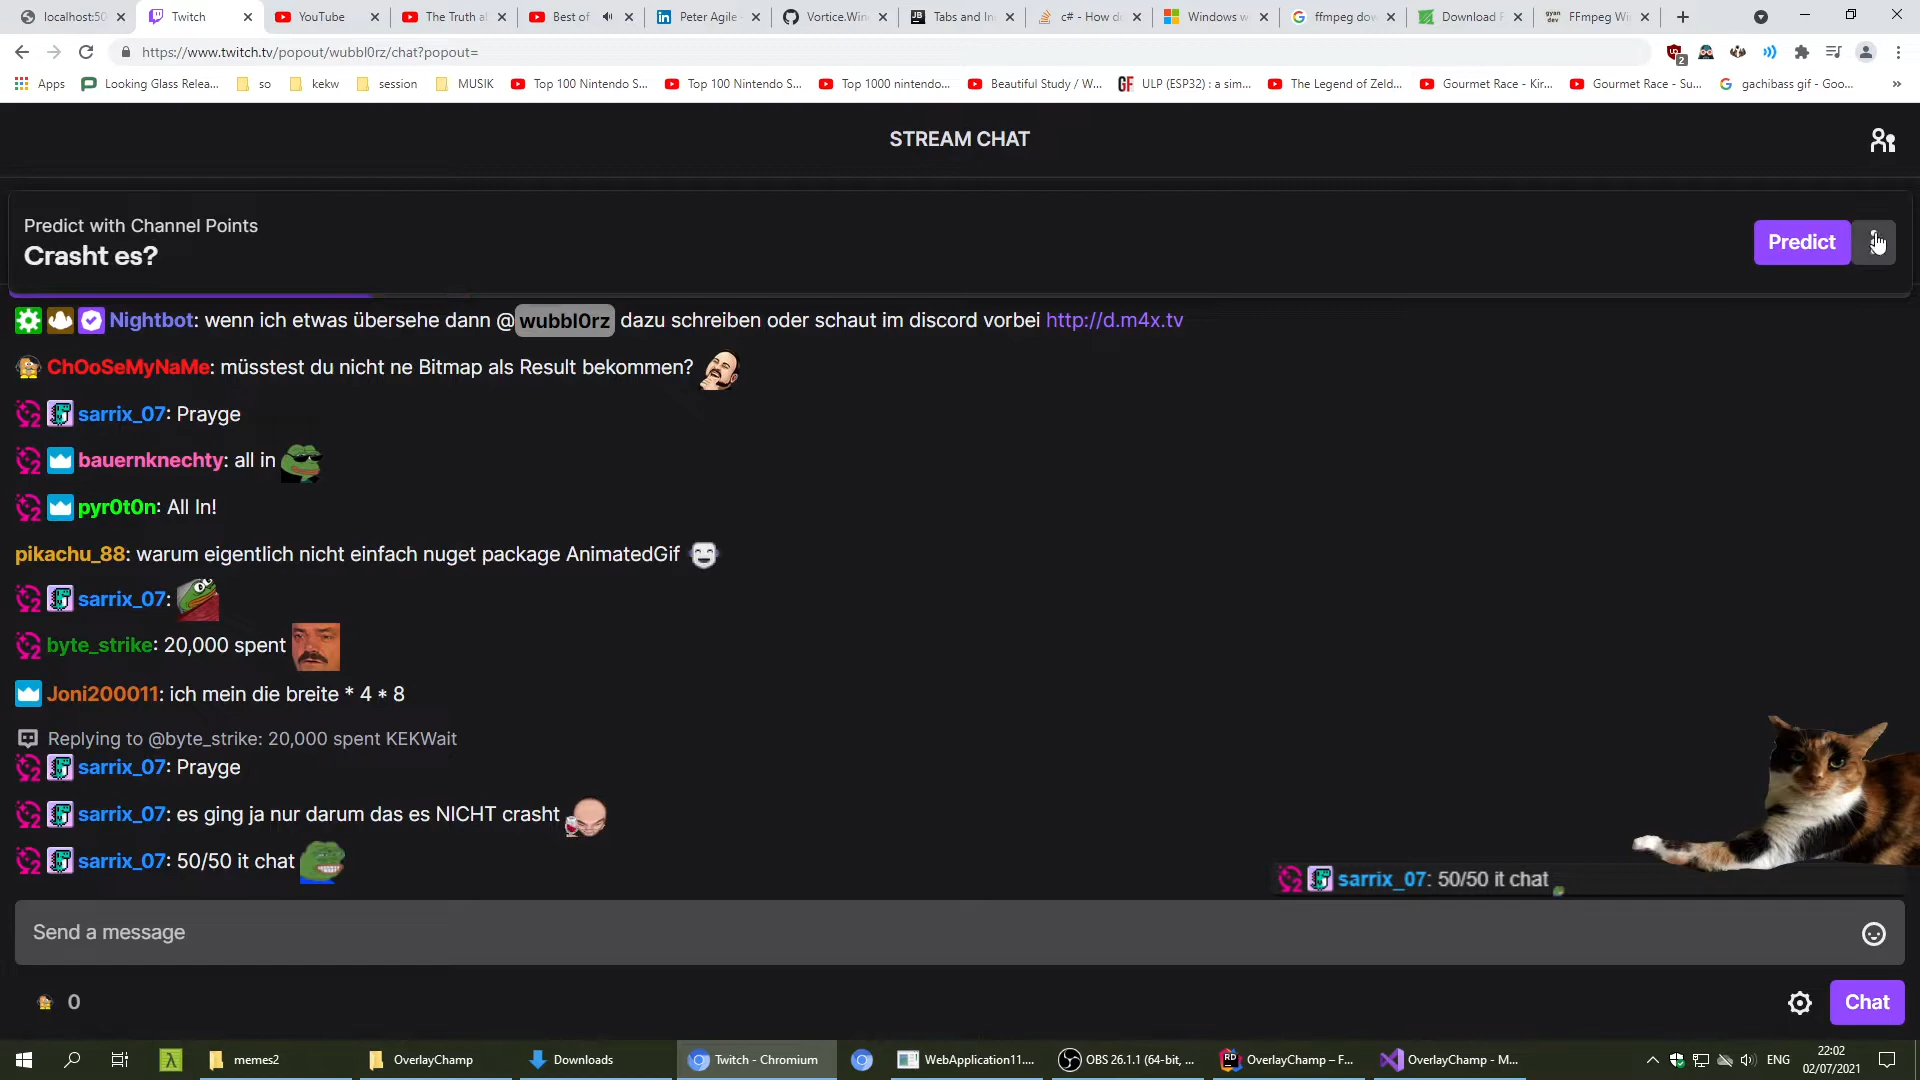 localhost:50
Twitch
YouTube
The Truth al
Best of
Peter Agile
Vortice.Win
Tabs and In
c# - How d
Windows w
ffmpeg dow
Download F
FFmpeg Wi
https://www.twitch.tv/popout/wubbl0rz/chat?popout=
Apps
Looking Glass Relea...
so
kekw
session
MUSIK
Top 100 Nintendo S...
Top 100 Nintendo S...
Top 1000 nintendo...
Beautiful Study / W...
ULP (ESP32) : a sim...
The Legend of Zeld...
Gourmet Race - Kir...
Gourmet Race - Su...
gachibass gif - Goo...
STREAM CHAT
Predict with Channel Points
Crasht es?
Predict
Nightbot: wenn ich etwas übersehe dann @wubbl0rz dazu schreiben oder schaut im discord vorbei http://d.m4x.tv
ChOoSeMyNaMe: müsstest du nicht ne Bitmap als Result bekommen?
sarrix_07: Prayge
bauernknechty: all in
pyr0t0n: All In!
pikachu_88: warum eigentlich nicht einfach nuget package AnimatedGif
sarrix_07:
byte_strike: 20,000 spent
Joni200011: ich mein die breite * 4 * 8
Replying to @byte_strike: 20,000 spent KEKWait
sarrix_07: Prayge
sarrix_07: es ging ja nur darum das es NICHT crasht
sarrix_07: 50/50 it chat
sarrix_07: 50/50 it chat
Send a message
0
Chat
memes2
OverlayChamp
Downloads
Twitch - Chromium
WebApplication11....
OBS 26.1.1 (64-bit, ...
OverlayChamp – F...
OverlayChamp - M...
ENG
22:02
02/07/2021